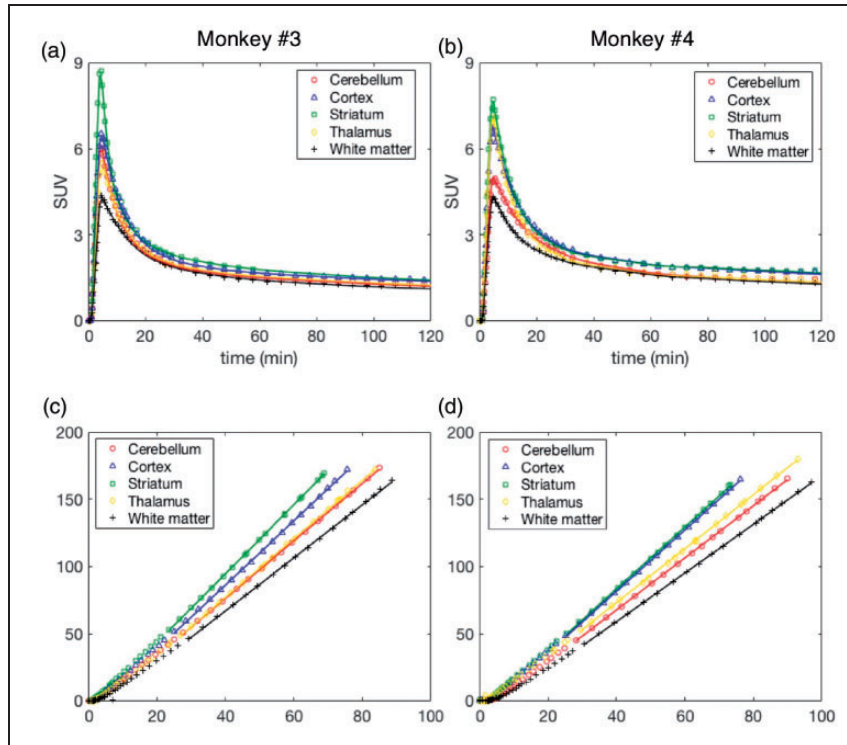 Monkey #3
Monkey #4
(a)
(b)
9
6
3
0
SUV
Cerebellum
Cortex
Striatum
Thalamus
White matter
0 20 40 60 80 100 120
time (min)
9
6
3
0
SUV
Cerebellum
Cortex
Striatum
Thalamus
White matter
0 20 40 60 80 100 120
time (min)
(c)
(d)
200
150
100
50
0
Cerebellum
Cortex
Striatum
Thalamus
White matter
0 20 40 60 80 100
200
150
100
50
0
Cerebellum
Cortex
Striatum
Thalamus
White matter
0 20 40 60 80 100